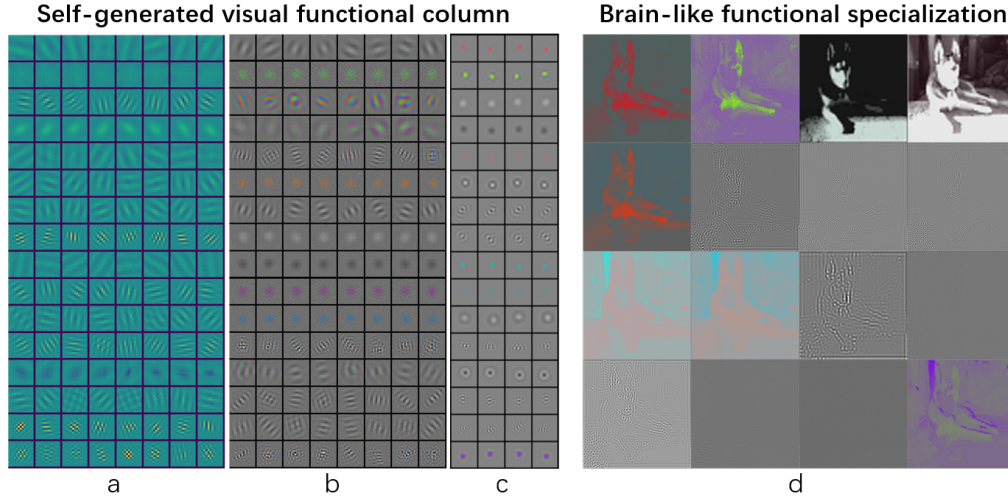 Self-generated visual functional column
Brain-like functional specialization
a
b
c
d